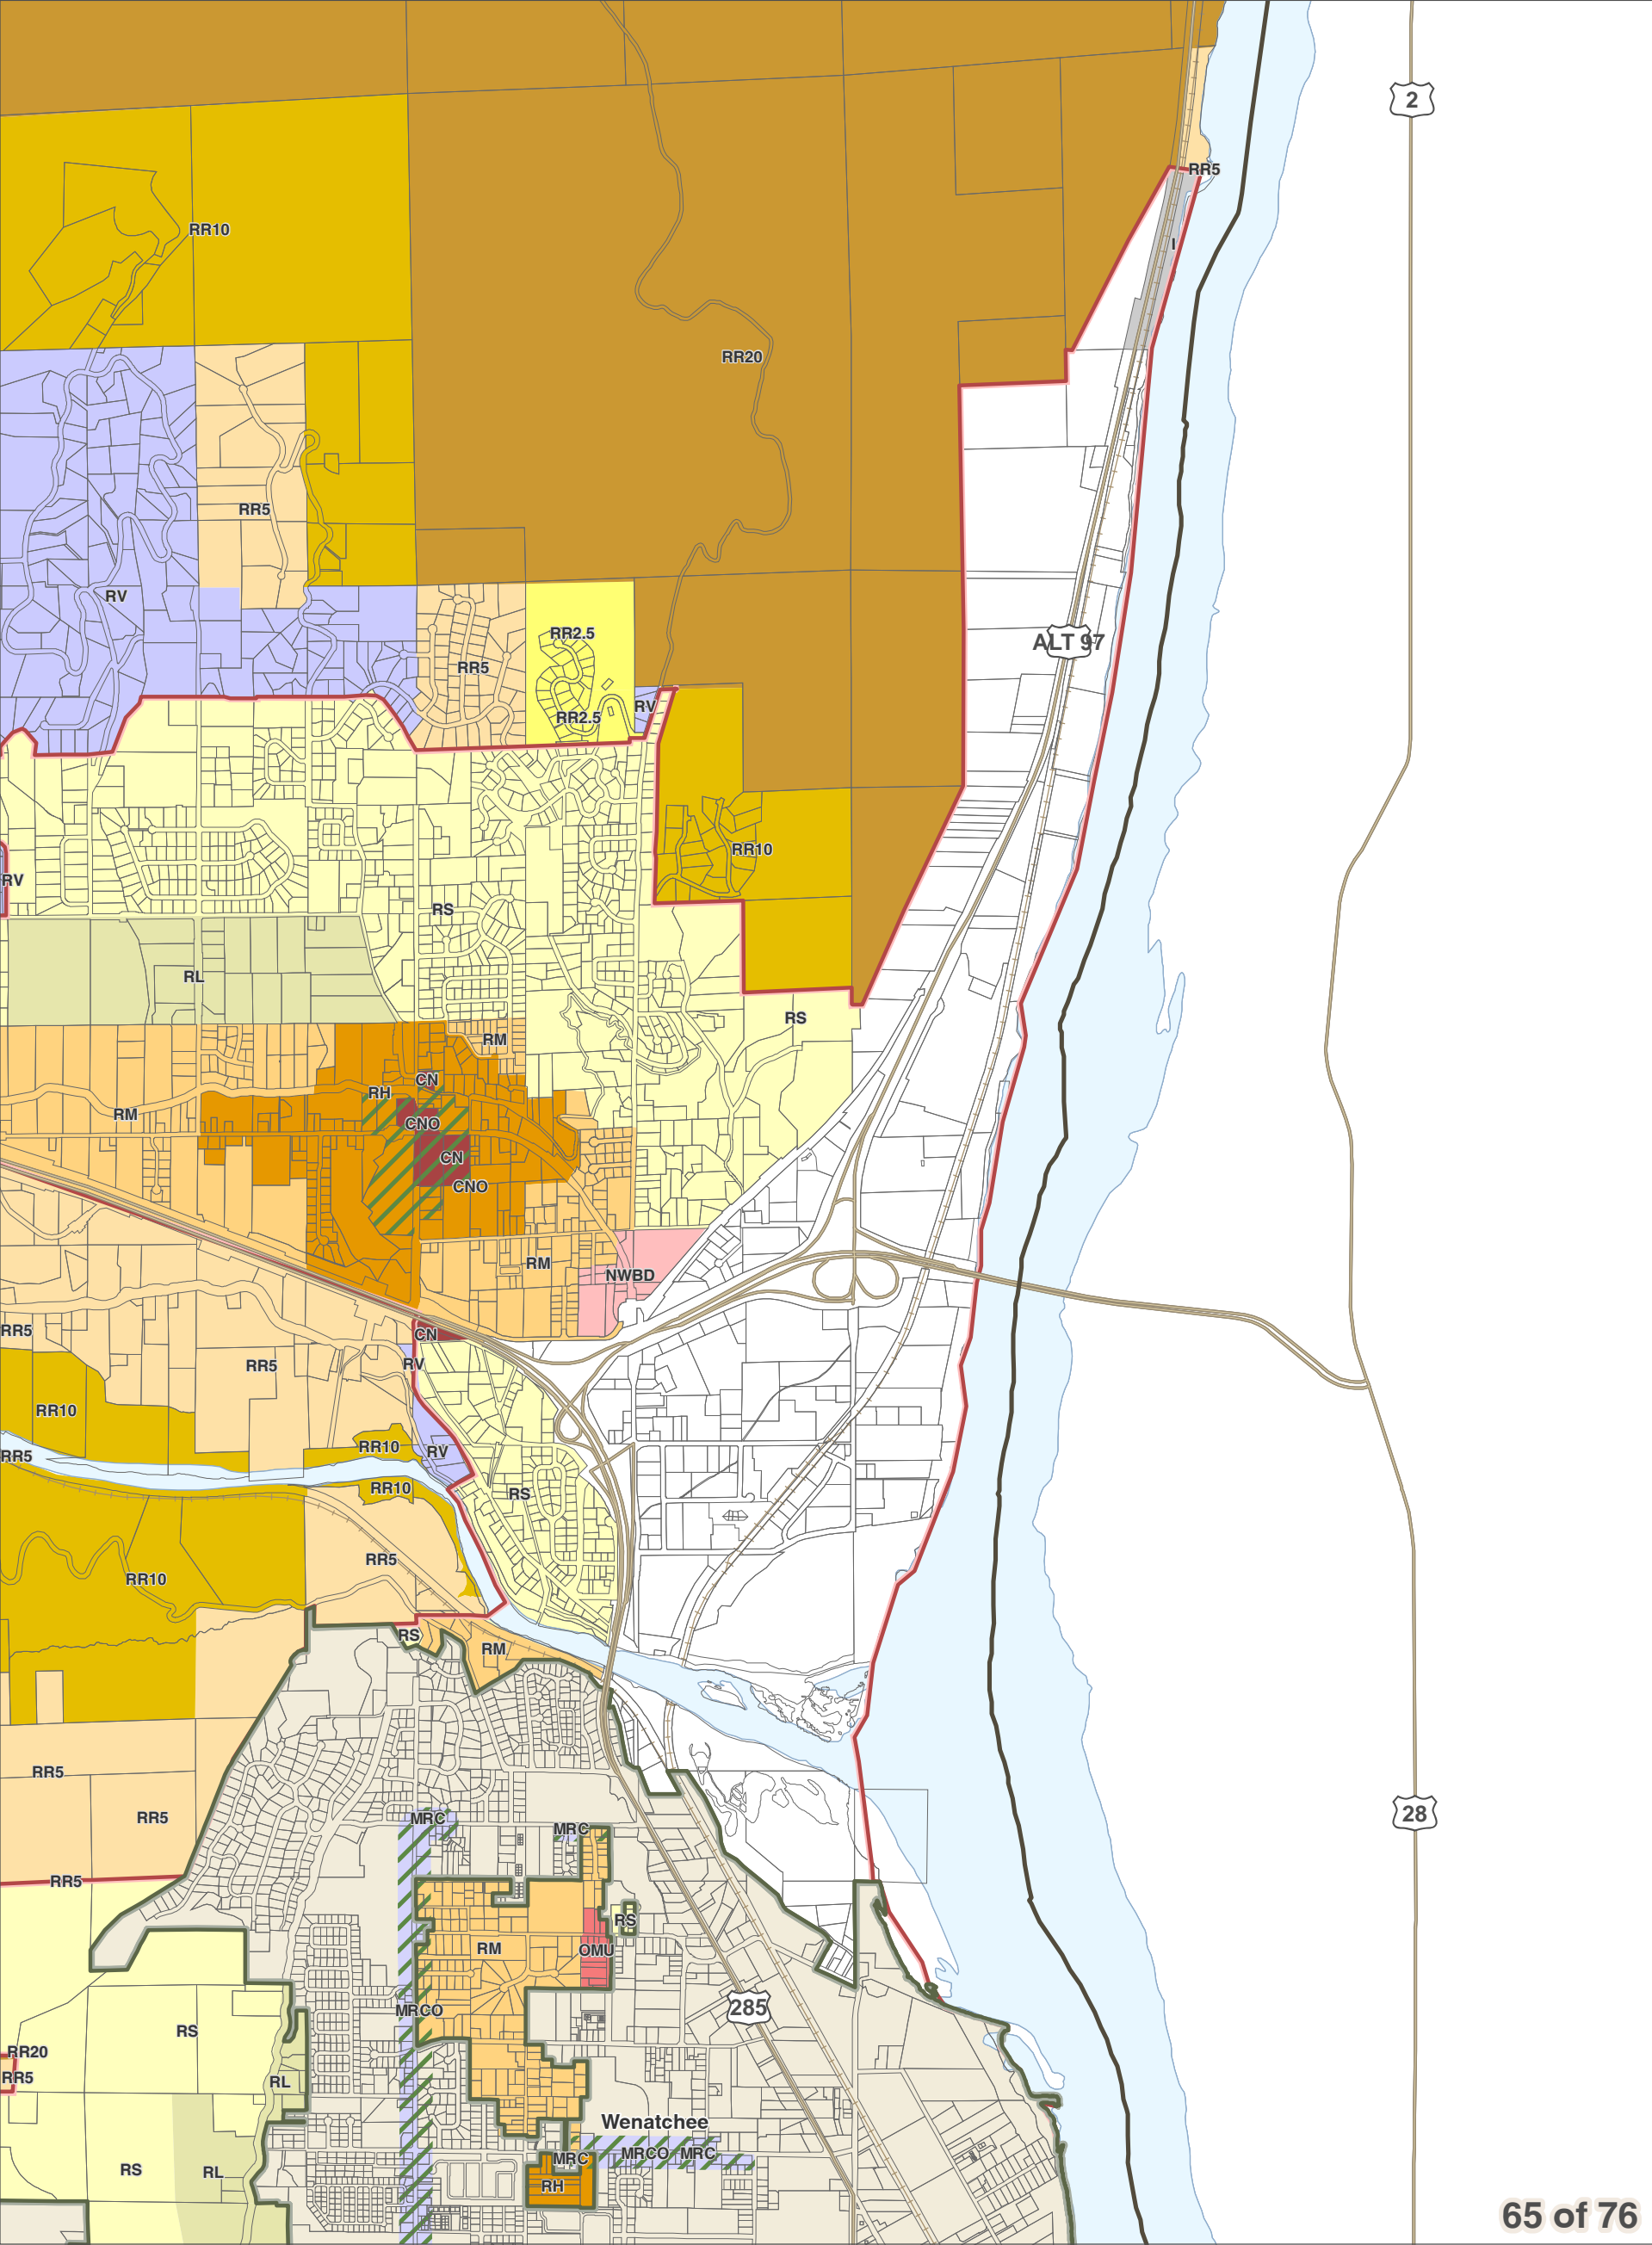 2
RR5
RR10
I
RR20
RR5
RV
RR2.5
ALT 97
RR5
RV
RR2.5
RR10
RV
RS
RL
RS
RM
CN
RH
RM
CNO
CN
CNO
RM
NWBD
RR5
CN
RR5
RV
RR10
RR10
RV
RR5
RR10
RS
RR5
RR10
RS
RM
RR5
28
RR5
MRC
MRC
RR5
RS
RM
OMU
285
MRCO
RS
RR20
RR5
RL
Wenatchee
MRCO
MRC
MRC
RS
RL
RH
65 of 76